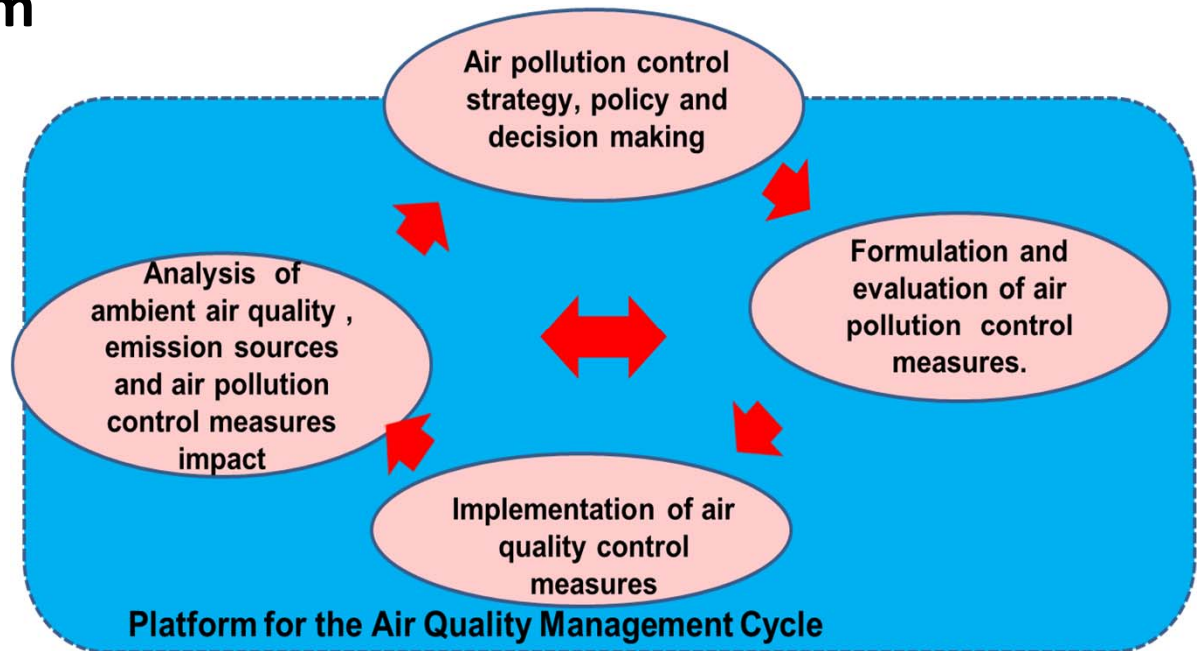 m
Air pollution control
strategy, policy and
decision making
Formulation and
evaluation of air
pollution control
measures.
Analysis of
ambient air quality ,
emission sources
and air pollution
control measures
impact
Implementation of air
quality control
measures
Platform for the Air Quality Management Cycle